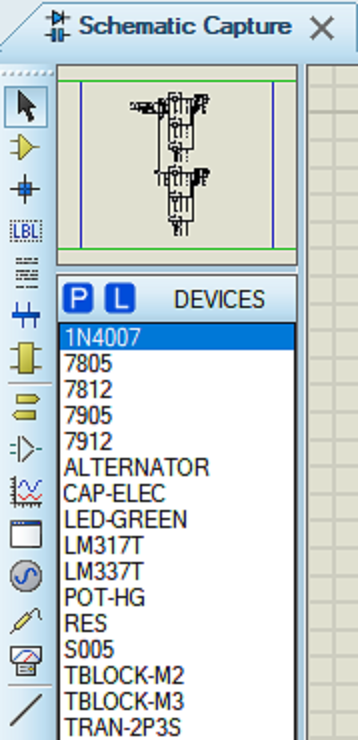 Schematic Capture
LBL
P L DEVICES
1N4007
7805
7812
7905
7912
ALTERNATOR
CAP-ELEC
LED-GREEN
LM317T
LM337T
POT-HG
RES
S005
TBLOCK-M2
TBLOCK-M3
TRAN-2P3S